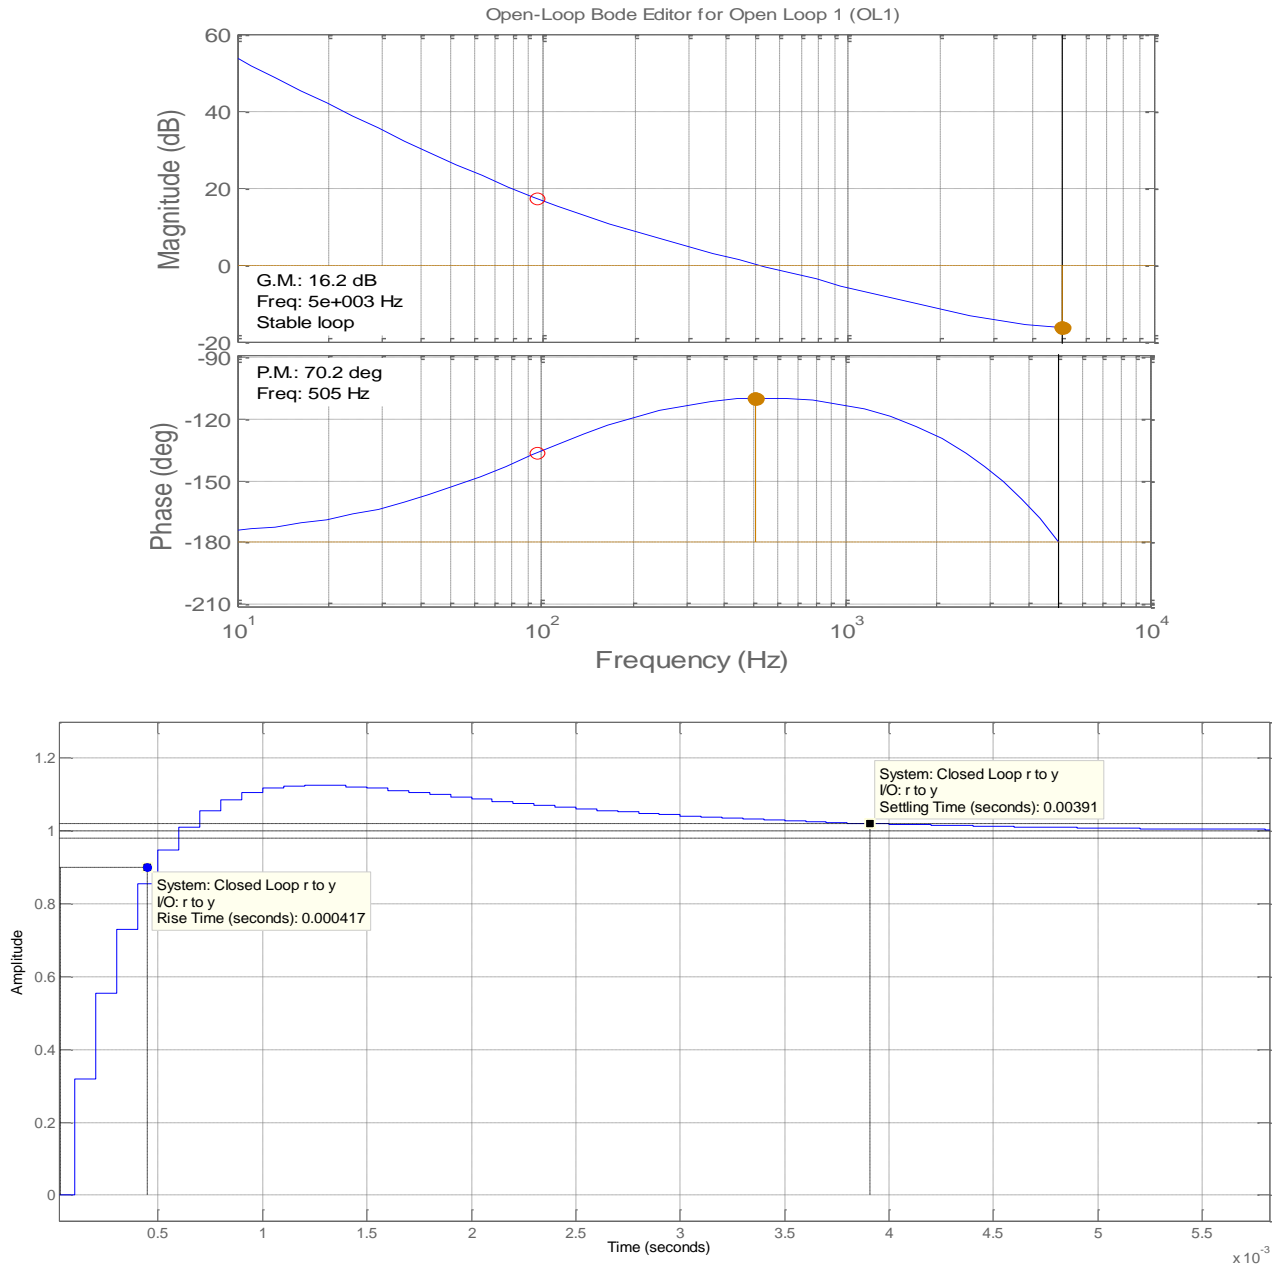 Open-Loop Bode Editor for Open Loop 1 (OL1)
60
40
20
0
-20
Magnitude (dB)
G.M.: 16.2 dB
Freq: 5e+003 Hz
Stable loop
-90
-120
-150
-180
-210
Phase (deg)
P.M.: 70.2 deg
Freq: 505 Hz
10^1 10^2 10^3 10^4
Frequency (Hz)
1.2
1
0.8
0.6
0.4
0.2
0
Amplitude
System: Closed Loop r to y
I/O: r to y
Settling Time (seconds): 0.00391
System: Closed Loop r to y
I/O: r to y
Rise Time (seconds): 0.000417
0.5 1 1.5 2 2.5 3 3.5 4 4.5 5 5.5
Time (seconds)
x 10^-3